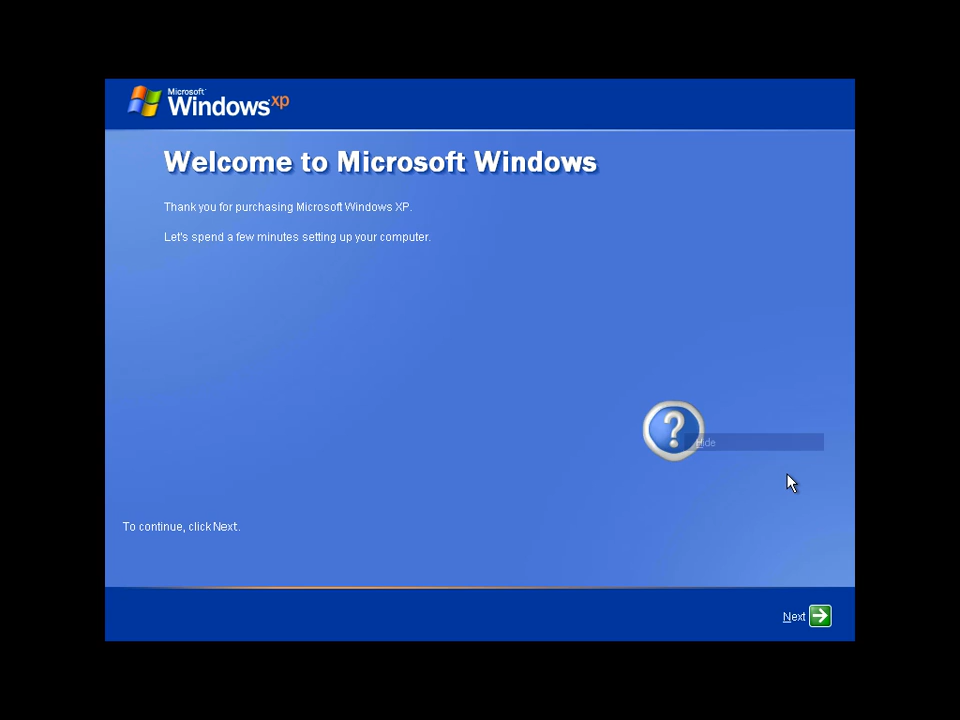 Microsoft
Windows xp
Welcome to Microsoft Windows
Thank you for purchasing Microsoft Windows XP.
Let's spend a few minutes setting up your computer.
?
Hide
To continue, click Next.
Next